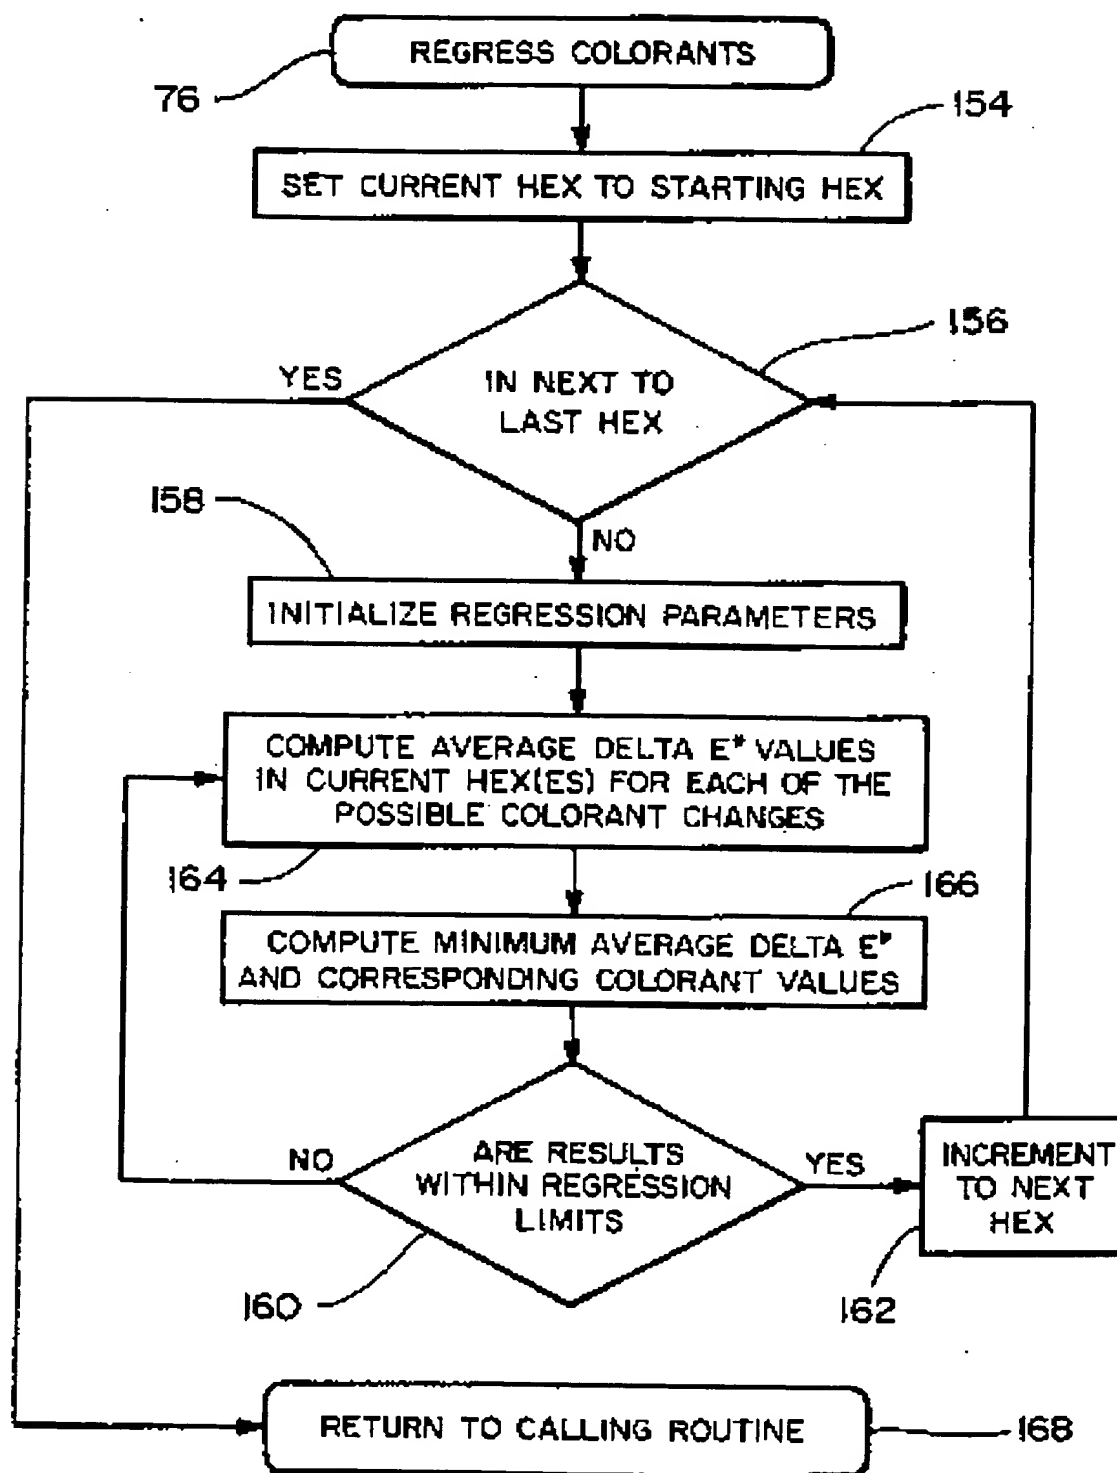 REGRESS COLORANTS
76
154
SET CURRENT HEX TO STARTING HEX
156
YES
IN NEXT TO
LAST HEX
158
NO
INITIALIZE REGRESSION PARAMETERS
COMPUTE AVERAGE DELTA E* VALUES
IN CURRENT HEX(ES) FOR EACH OF THE
POSSIBLE COLORANT CHANGES
164
166
COMPUTE MINIMUM AVERAGE DELTA E*
AND CORRESPONDING COLORANT VALUES
NO
ARE RESULTS
WITHIN REGRESSION
LIMITS
YES
INCREMENT
TO NEXT
HEX
160
162
RETURN TO CALLING ROUTINE
168